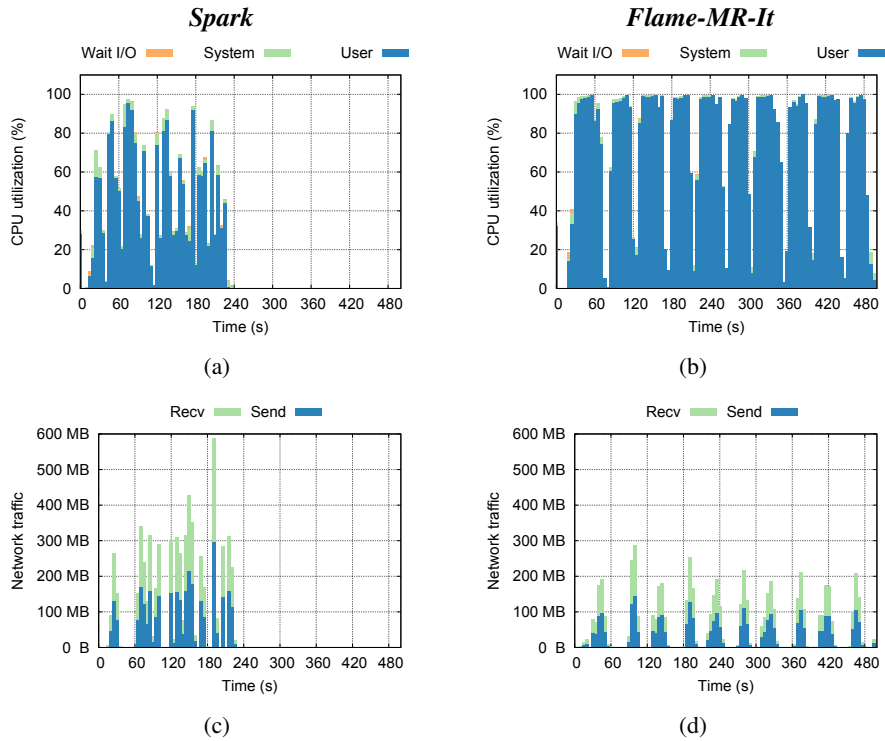 Spark
Flame-MR-It
Wait I/O System User
Wait I/O System User
CPU utilization (%)
100
80
60
40
20
0
0 60 120 180 240 300 360 420 480
Time (s)
(a)
CPU utilization (%)
100
80
60
40
20
0
0 60 120 180 240 300 360 420 480
Time (s)
(b)
Recv Send
Network traffic
600 MB
500 MB
400 MB
300 MB
200 MB
100 MB
0 B
0 60 120 180 240 300 360 420 480
Time (s)
(c)
Recv Send
Network traffic
600 MB
500 MB
400 MB
300 MB
200 MB
100 MB
0 B
0 60 120 180 240 300 360 420 480
Time (s)
(d)